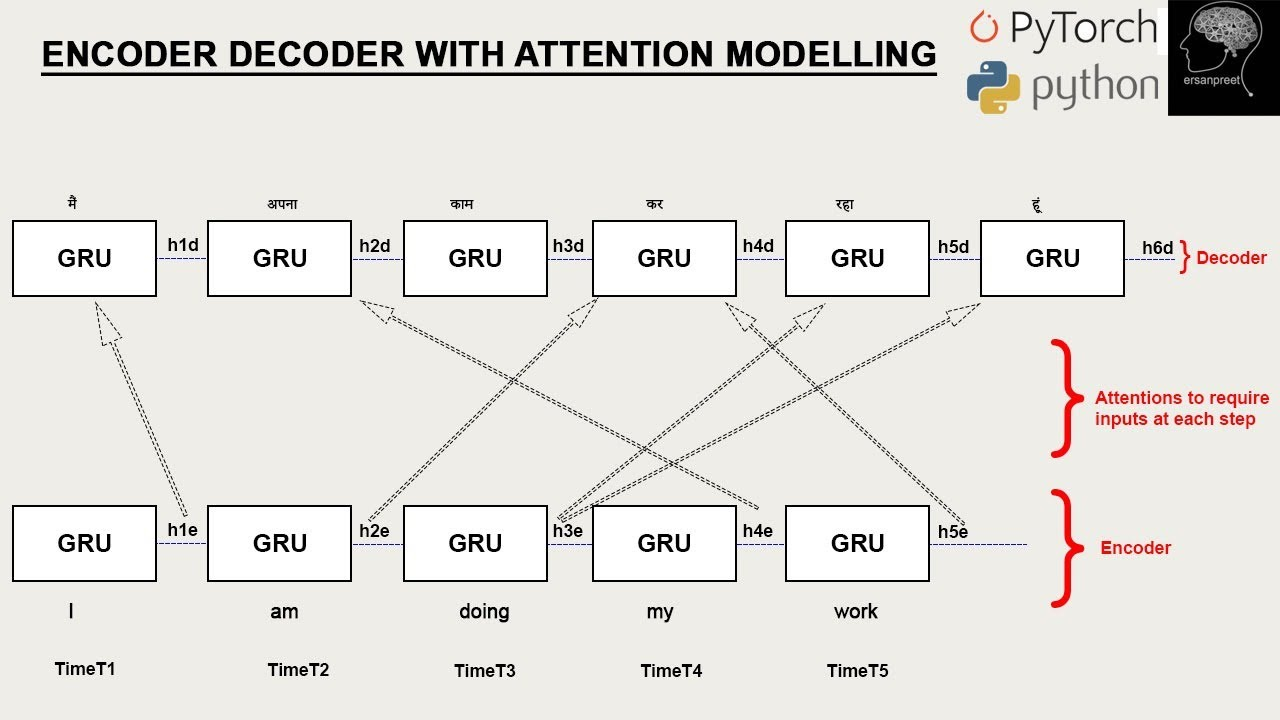 ENCODER DECODER WITH ATTENTION MODELLING
PyTorch
python
ersanpreet
मैं अपना काम कर रहा हूं
GRU h1d GRU h2d GRU h3d GRU h4d GRU h5d GRU h6d } Decoder
Attentions to require
inputs at each step
GRU h1e GRU h2e GRU h3e GRU h4e GRU h5e
Encoder
I am doing my work
TimeT1 TimeT2 TimeT3 TimeT4 TimeT5